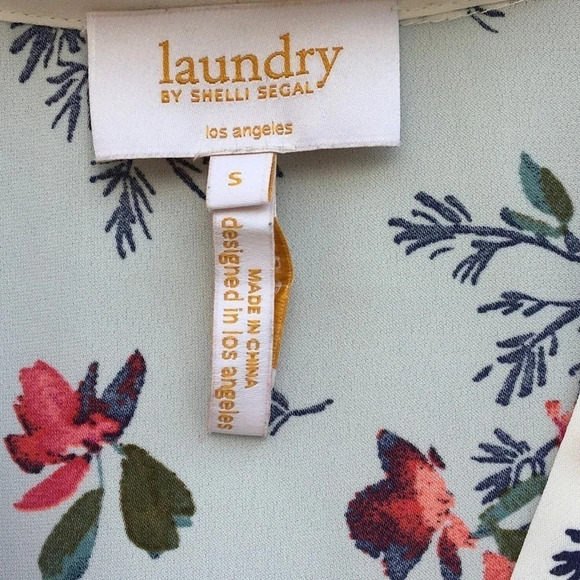 laundry
BY SHELLI SEGAL
los angeles
S
MADE IN CHINA
designed in los angeles